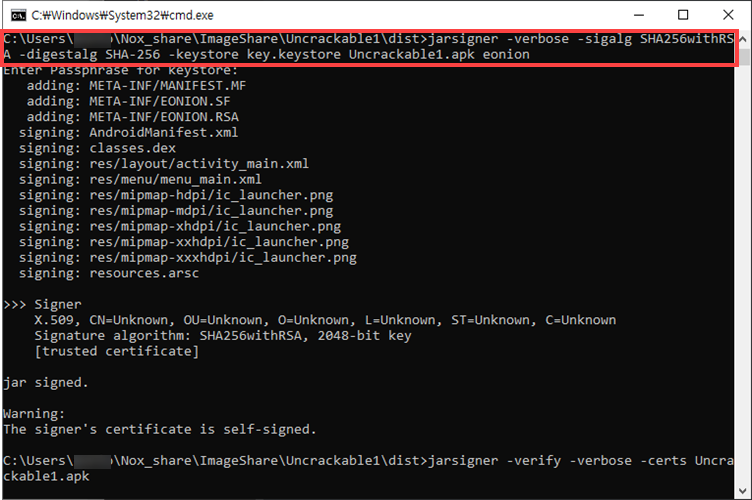 C:₩Windows₩System32₩cmd.exe
C:\Users\ \Nox_share\ImageShare\Uncrackable1\dist>jarsigner -verbose -sigalg SHA256withRS
A -digestalg SHA-256 -keystore key.keystore Uncrackable1.apk eonion
Enter Passphrase for keystore:
   adding: META-INF/MANIFEST.MF
   adding: META-INF/EONION.SF
   adding: META-INF/EONION.RSA
  signing: AndroidManifest.xml
  signing: classes.dex
  signing: res/layout/activity_main.xml
  signing: res/menu/menu_main.xml
  signing: res/mipmap-hdpi/ic_launcher.png
  signing: res/mipmap-mdpi/ic_launcher.png
  signing: res/mipmap-xhdpi/ic_launcher.png
  signing: res/mipmap-xxhdpi/ic_launcher.png
  signing: res/mipmap-xxxhdpi/ic_launcher.png
  signing: resources.arsc
>>> Signer
    X.509, CN=Unknown, OU=Unknown, O=Unknown, L=Unknown, ST=Unknown, C=Unknown
    Signature algorithm: SHA256withRSA, 2048-bit key
    [trusted certificate]
jar signed.
Warning:
The signer's certificate is self-signed.
C:\Users\ \Nox_share\ImageShare\Uncrackable1\dist>jarsigner -verify -verbose -certs Uncra
ckable1.apk